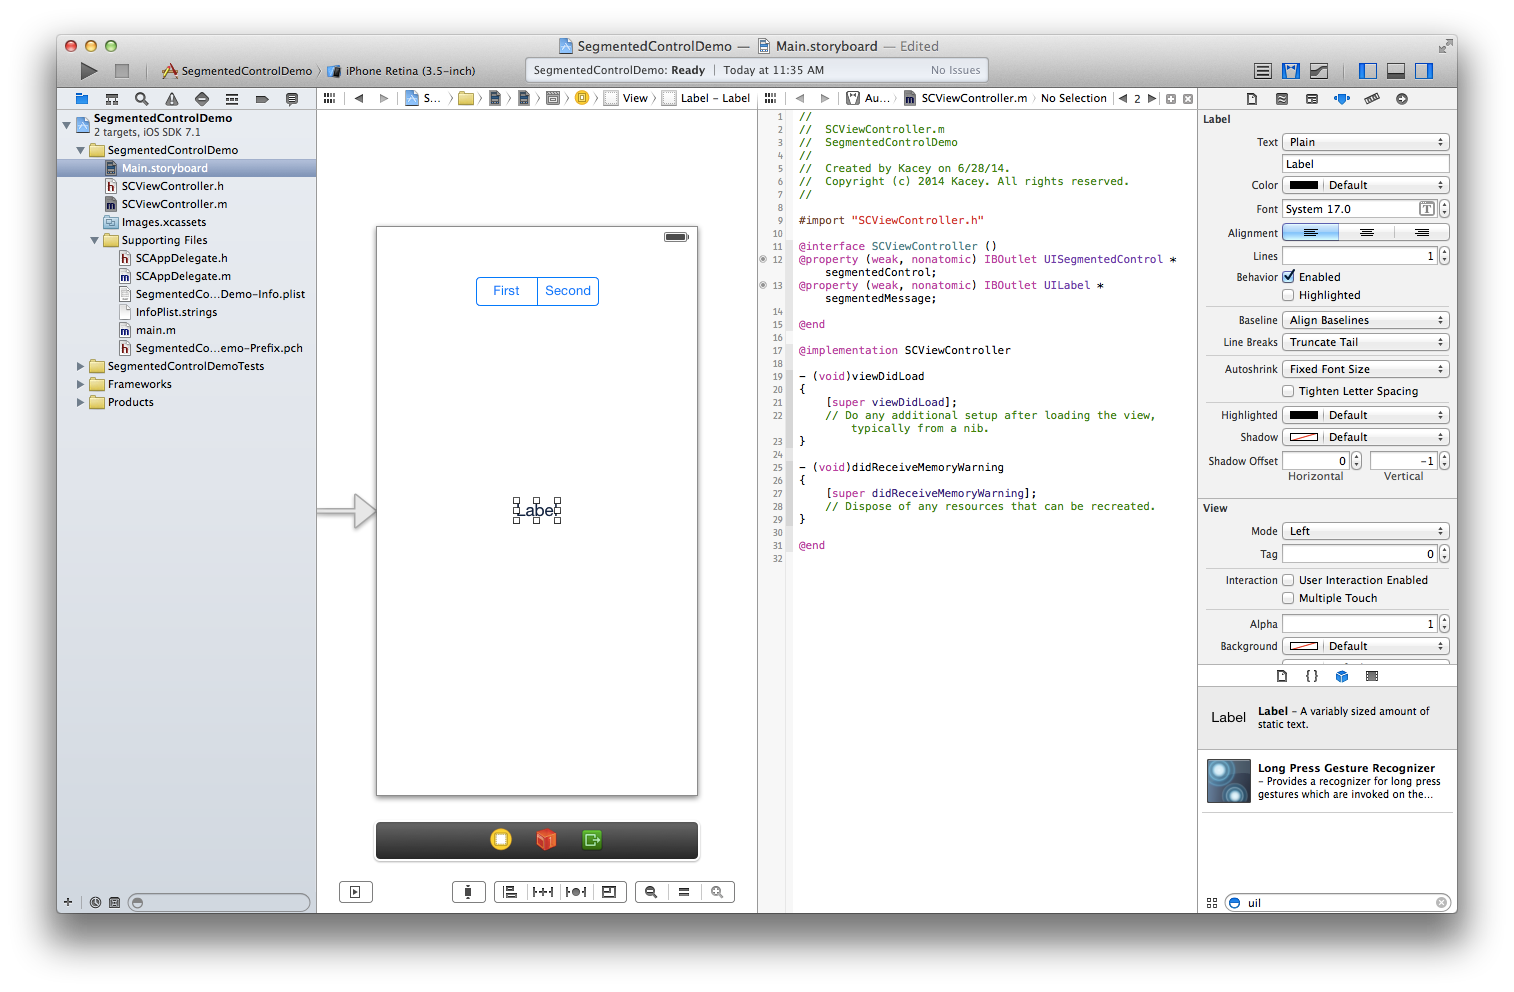 SegmentedControlDemo — Main.storyboard — Edited
SegmentedControlDemo iPhone Retina (3.5-inch)
SegmentedControlDemo: Ready Today at 11:35 AM No Issues
S... View Label – Label
Au... SCViewController.m No Selection 2
SegmentedControlDemo
2 targets, iOS SDK 7.1
SegmentedControlDemo
Main.storyboard
SCViewController.h
SCViewController.m
Images.xcassets
Supporting Files
SCAppDelegate.h
SCAppDelegate.m
SegmentedCo...Demo-Info.plist
InfoPlist.strings
main.m
SegmentedCo...emo-Prefix.pch
SegmentedControlDemoTests
Frameworks
Products
First Second
Label
1 //
2 //  SCViewController.m
3 //  SegmentedControlDemo
4 //
5 //  Created by Kacey on 6/28/14.
6 //  Copyright (c) 2014 Kacey. All rights reserved.
7 //
8
9 #import "SCViewController.h"
10
11 @interface SCViewController ()
12 @property (weak, nonatomic) IBOutlet UISegmentedControl *
segmentedControl;
13 @property (weak, nonatomic) IBOutlet UILabel *
segmentedMessage;
14
15 @end
16
17 @implementation SCViewController
18
19 - (void)viewDidLoad
20 {
21 [super viewDidLoad];
22 // Do any additional setup after loading the view,
typically from a nib.
23 }
24
25 - (void)didReceiveMemoryWarning
26 {
27 [super didReceiveMemoryWarning];
28 // Dispose of any resources that can be recreated.
29 }
30
31 @end
32
Label
Text Plain
Label
Color Default
Font System 17.0 T
Alignment
Lines 1
Behavior Enabled
Highlighted
Baseline Align Baselines
Line Breaks Truncate Tail
Autoshrink Fixed Font Size
Tighten Letter Spacing
Highlighted Default
Shadow Default
Shadow Offset 0 -1
Horizontal Vertical
View
Mode Left
Tag 0
Interaction User Interaction Enabled
Multiple Touch
Alpha 1
Background Default
{ }
Label Label – A variably sized amount of
static text.
Long Press Gesture Recognizer
– Provides a recognizer for long press
gestures which are invoked on the...
uil